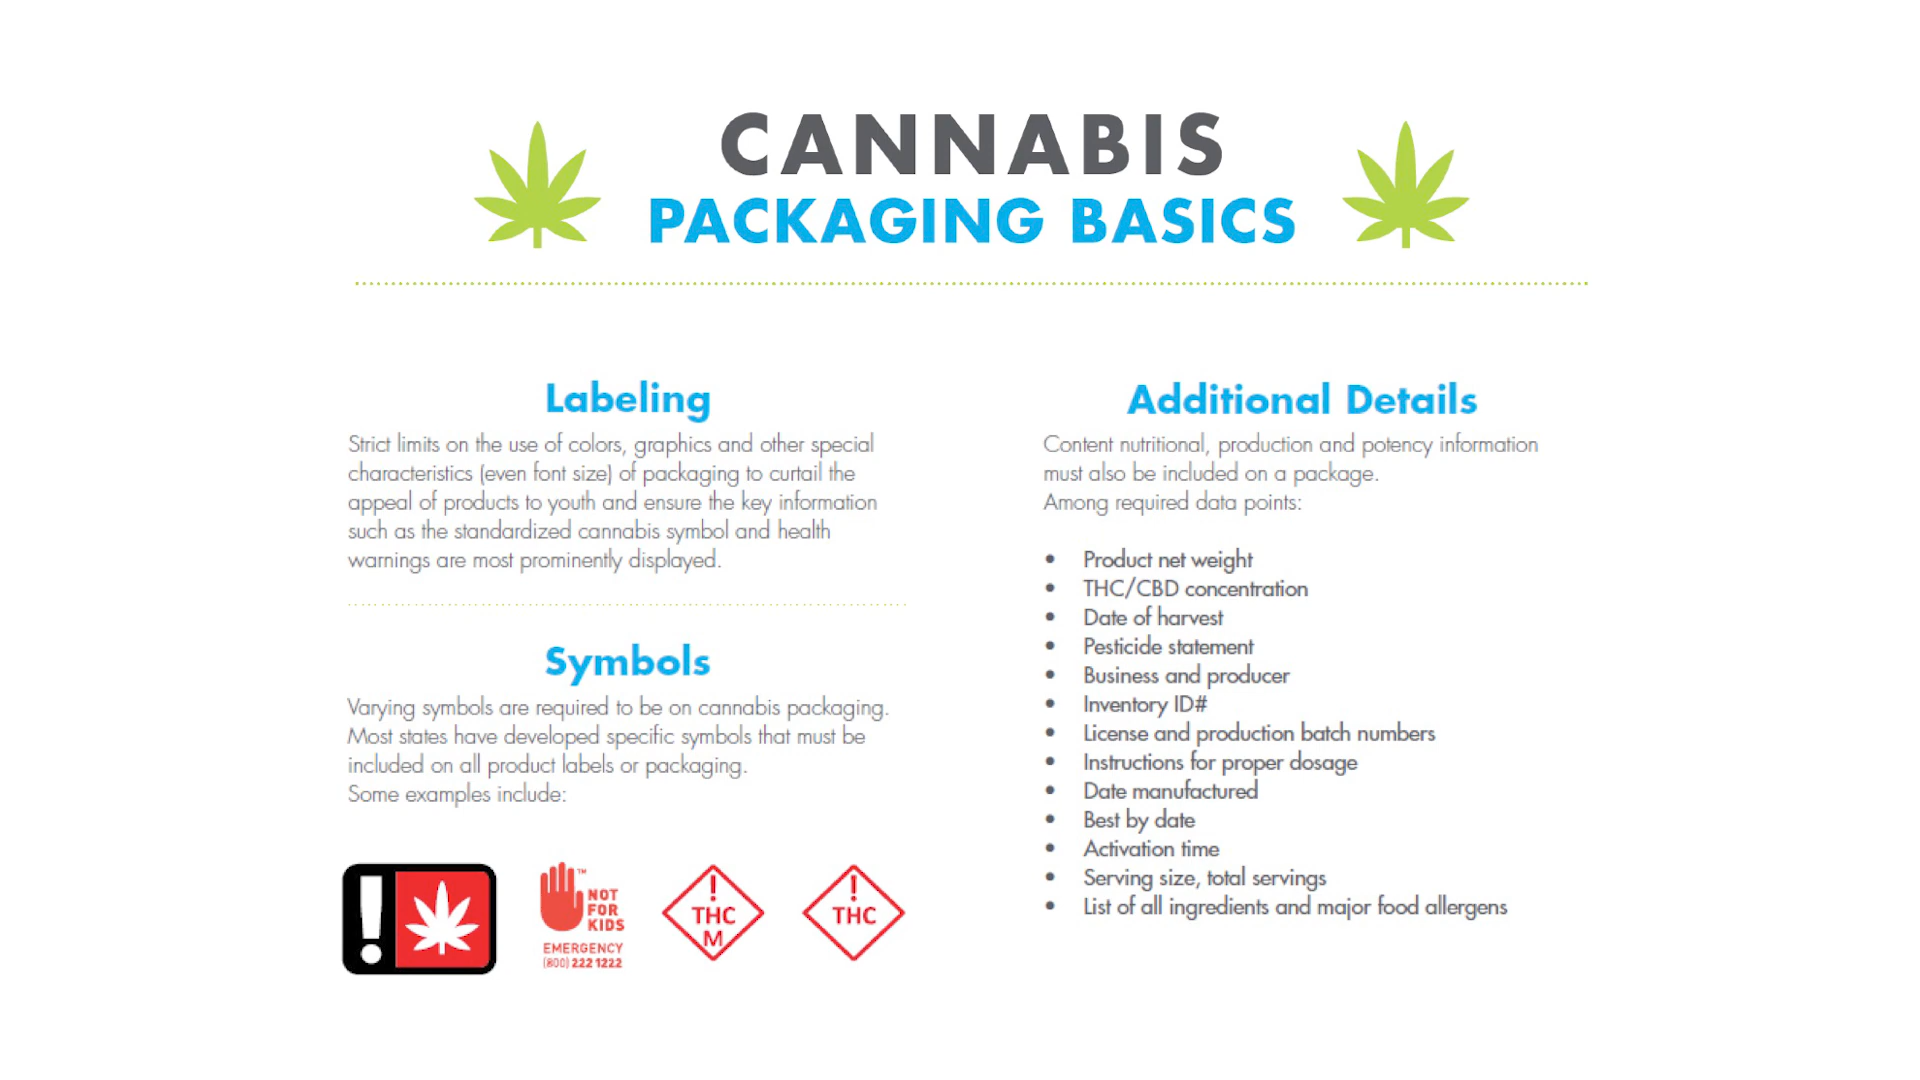 CANNABIS
PACKAGING BASICS
Labeling
Strict limits on the use of colors, graphics and other special
characteristics (even font size) of packaging to curtail the
appeal of products to youth and ensure the key information
such as the standardized cannabis symbol and health
warnings are most prominently displayed.
Symbols
Varying symbols are required to be on cannabis packaging.
Most states have developed specific symbols that must be
included on all product labels or packaging.
Some examples include:
!
TM
NOT
FOR
KIDS
EMERGENCY
(800) 222 1222
!
THC
M
!
THC
Additional Details
Content nutritional, production and potency information
must also be included on a package.
Among required data points:
• Product net weight
• THC/CBD concentration
• Date of harvest
• Pesticide statement
• Business and producer
• Inventory ID#
• License and production batch numbers
• Instructions for proper dosage
• Date manufactured
• Best by date
• Activation time
• Serving size, total servings
• List of all ingredients and major food allergens